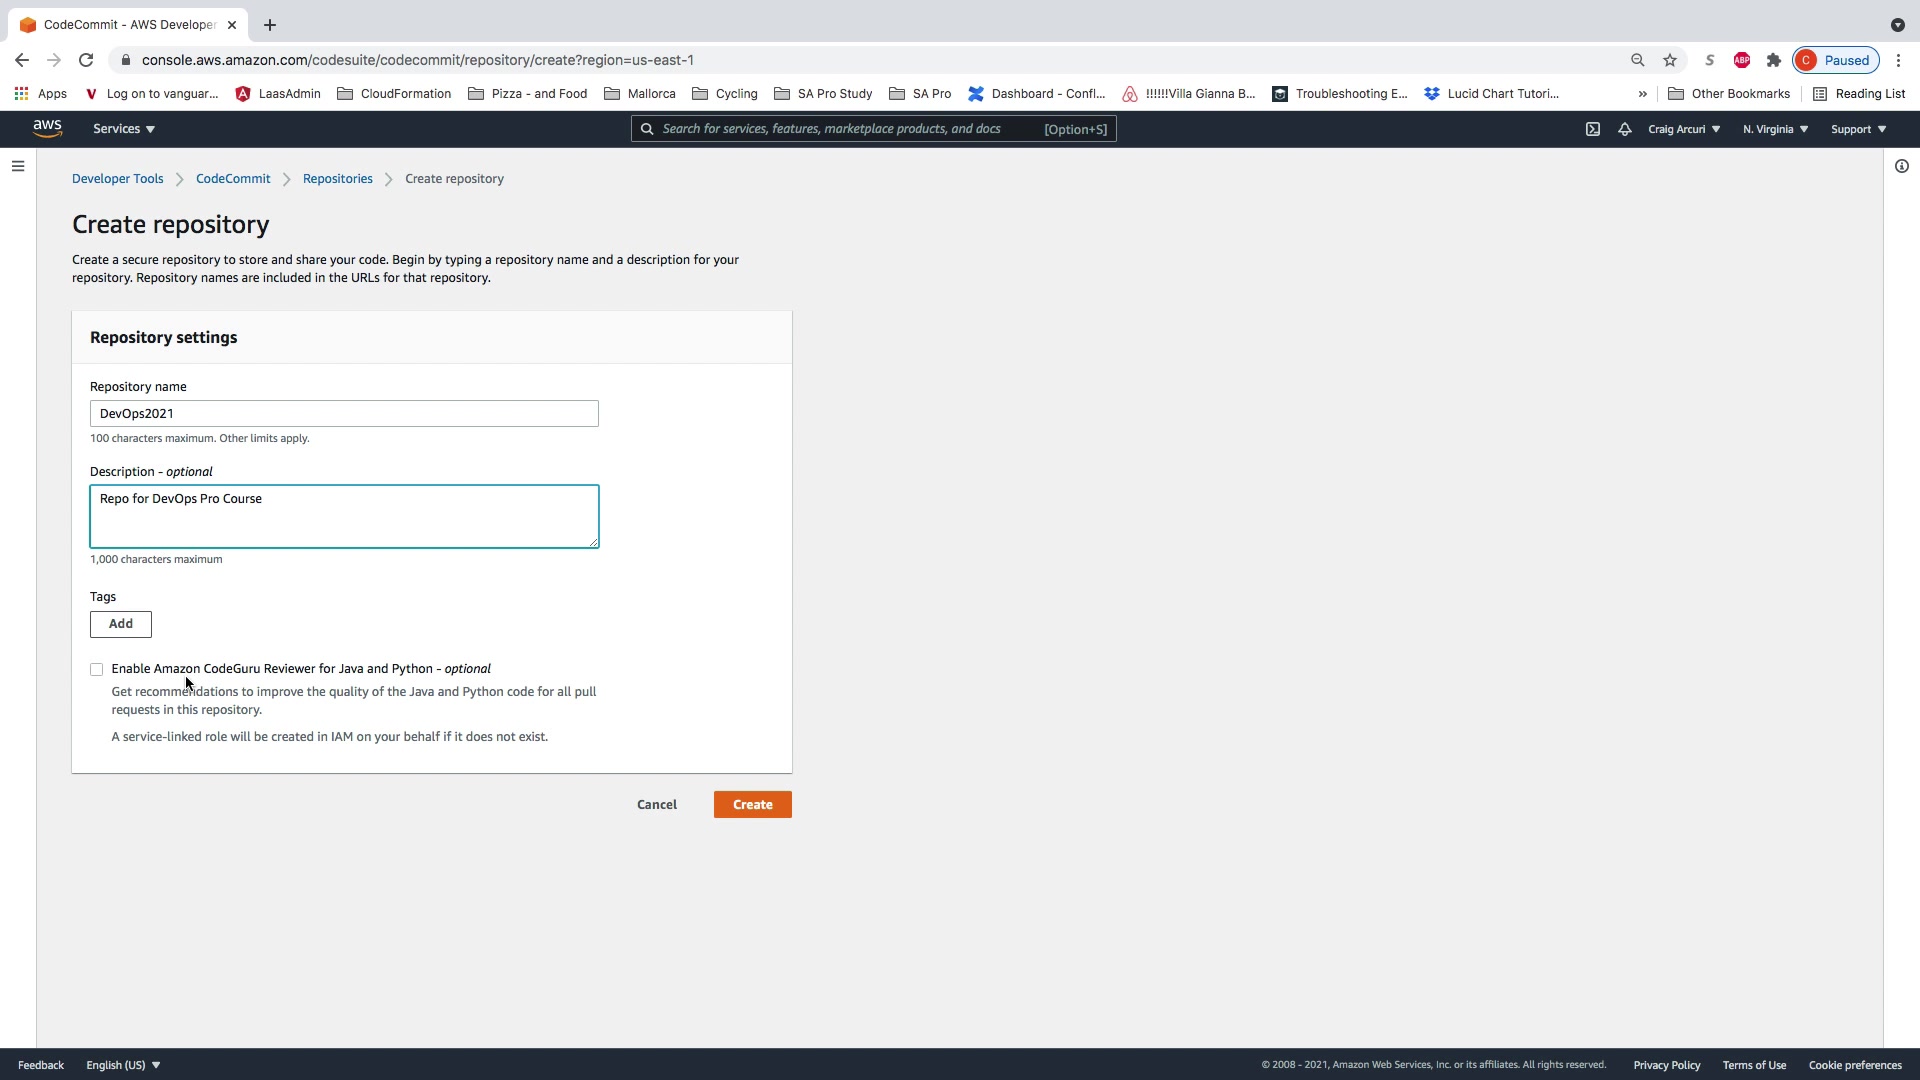 CodeCommit - AWS Developer
console.aws.amazon.com/codesuite/codecommit/repository/create?region=us-east-1
S ABP C Paused
Apps Log on to vanguar... LaasAdmin CloudFormation Pizza - and Food Mallorca Cycling SA Pro Study SA Pro Dashboard - Confl... !!!!!!Villa Gianna B... Troubleshooting E... Lucid Chart Tutori... » Other Bookmarks Reading List
aws Services Search for services, features, marketplace products, and docs [Option+S] Craig Arcuri N. Virginia Support
Developer Tools CodeCommit Repositories Create repository
Create repository
Create a secure repository to store and share your code. Begin by typing a repository name and a description for your
repository. Repository names are included in the URLs for that repository.
Repository settings
Repository name
DevOps2021
100 characters maximum. Other limits apply.
Description - optional
Repo for DevOps Pro Course
1,000 characters maximum
Tags
Add
Enable Amazon CodeGuru Reviewer for Java and Python - optional
Get recommendations to improve the quality of the Java and Python code for all pull
requests in this repository.
A service-linked role will be created in IAM on your behalf if it does not exist.
Cancel Create
Feedback English (US) © 2008 - 2021, Amazon Web Services, Inc. or its affiliates. All rights reserved. Privacy Policy Terms of Use Cookie preferences